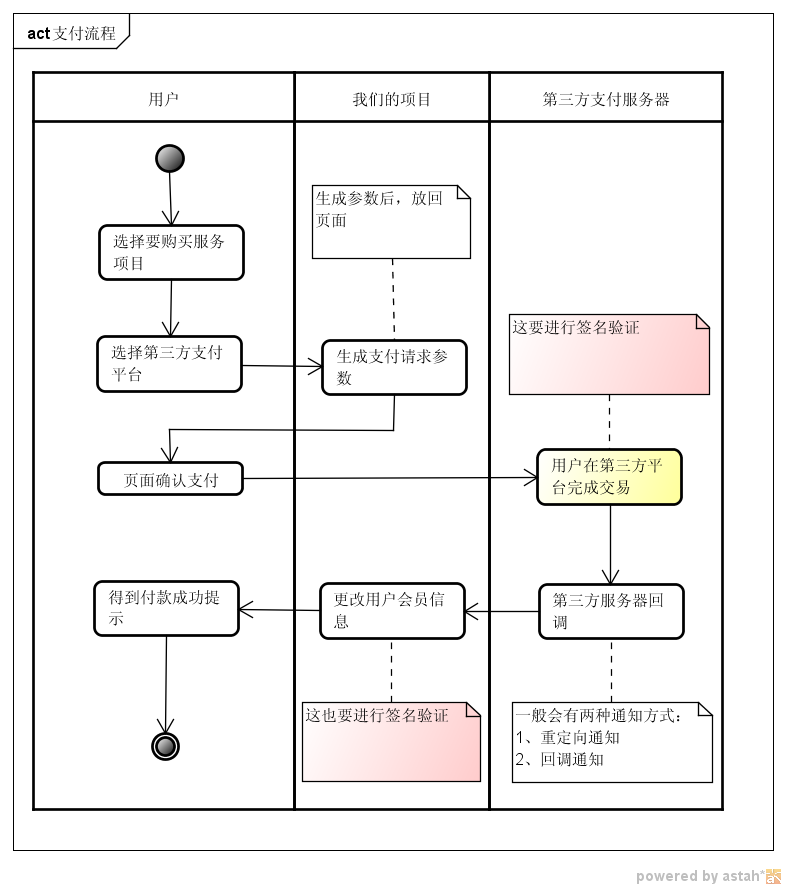 act 支付流程
用户
我们的项目
第三方支付服务器
生成参数后，放回
页面
选择要购买服务
项目
这要进行签名验证
选择第三方支付
平台
生成支付请求参
数
页面确认支付
用户在第三方平
台完成交易
得到付款成功提
示
更改用户会员信
息
第三方服务器回
调
这也要进行签名验证
一般会有两种通知方式：
1、重定向通知
2、回调通知
powered by astah*